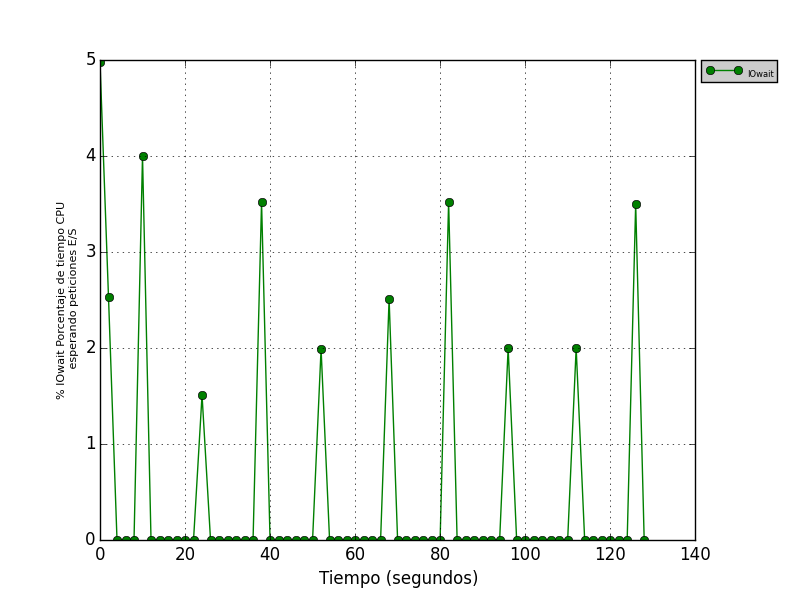 IOwait
% IOwait Porcentaje de tiempo CPU
esperando peticiones E/S
5
4
3
2
1
0
0 20 40 60 80 100 120 140
Tiempo (segundos)